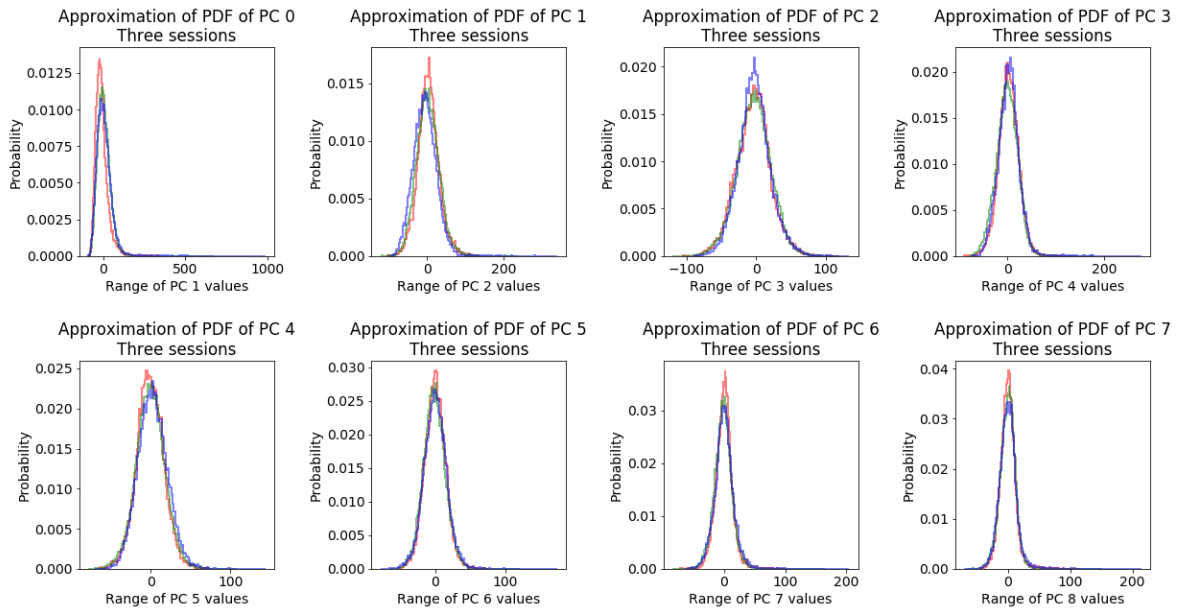 Approximation of PDF of PC 0
Three sessions
0.0125
0.0100
0.0075
0.0050
0.0025
0.0000
Probability
0 500 1000
Range of PC 1 values
Approximation of PDF of PC 1
Three sessions
0.015
0.010
0.005
0.000
Probability
0 200
Range of PC 2 values
Approximation of PDF of PC 2
Three sessions
0.020
0.015
0.010
0.005
0.000
Probability
−100 0 100
Range of PC 3 values
Approximation of PDF of PC 3
Three sessions
0.020
0.015
0.010
0.005
0.000
Probability
0 200
Range of PC 4 values
Approximation of PDF of PC 4
Three sessions
0.025
0.020
0.015
0.010
0.005
0.000
Probability
0 100
Range of PC 5 values
Approximation of PDF of PC 5
Three sessions
0.030
0.025
0.020
0.015
0.010
0.005
0.000
Probability
0 100
Range of PC 6 values
Approximation of PDF of PC 6
Three sessions
0.03
0.02
0.01
0.00
Probability
0 100 200
Range of PC 7 values
Approximation of PDF of PC 7
Three sessions
0.04
0.03
0.02
0.01
0.00
Probability
0 100 200
Range of PC 8 values